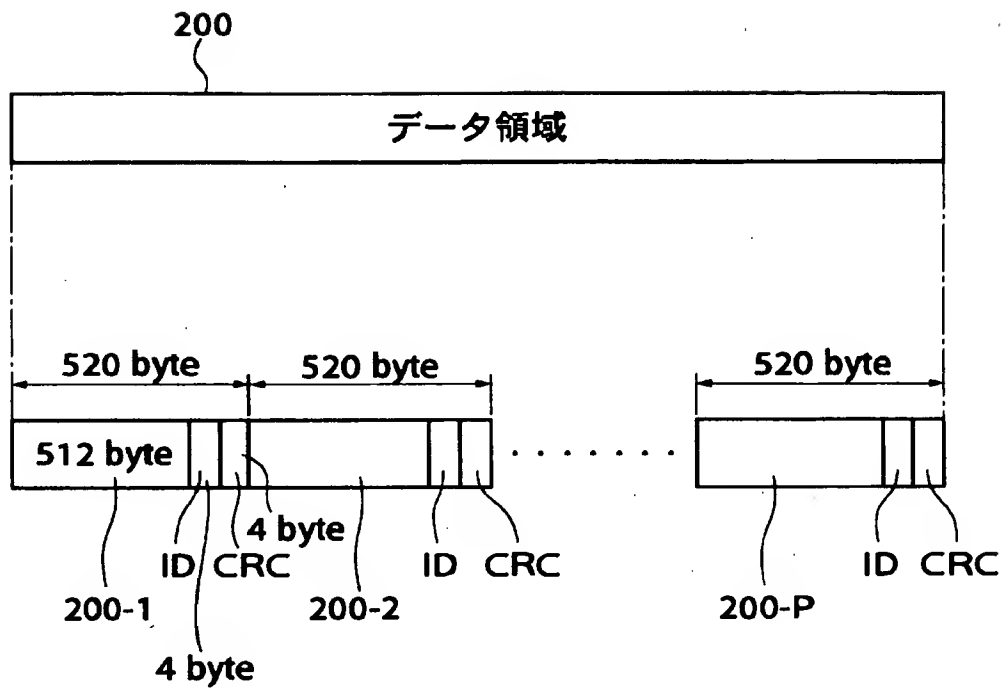 200
データ領域
520 byte 520 byte 520 byte
512 byte
4 byte
ID CRC ID CRC ID CRC
200-1 200-2 200-P
4 byte